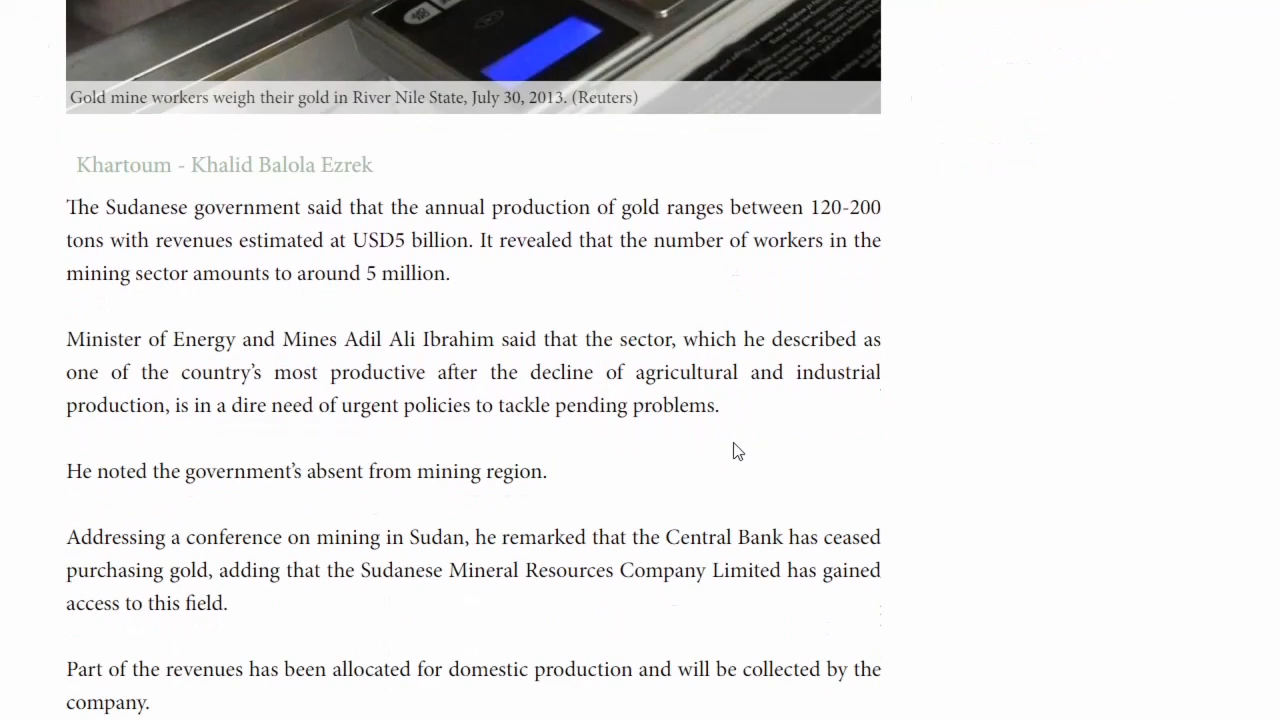 Gold mine workers weigh their gold in River Nile State, July 30, 2013. (Reuters)
Khartoum - Khalid Balola Ezrek
The Sudanese government said that the annual production of gold ranges between 120-200
tons with revenues estimated at USD5 billion. It revealed that the number of workers in the
mining sector amounts to around 5 million.
Minister of Energy and Mines Adil Ali Ibrahim said that the sector, which he described as
one of the country’s most productive after the decline of agricultural and industrial
production, is in a dire need of urgent policies to tackle pending problems.
He noted the government’s absent from mining region.
Addressing a conference on mining in Sudan, he remarked that the Central Bank has ceased
purchasing gold, adding that the Sudanese Mineral Resources Company Limited has gained
access to this field.
Part of the revenues has been allocated for domestic production and will be collected by the
company.